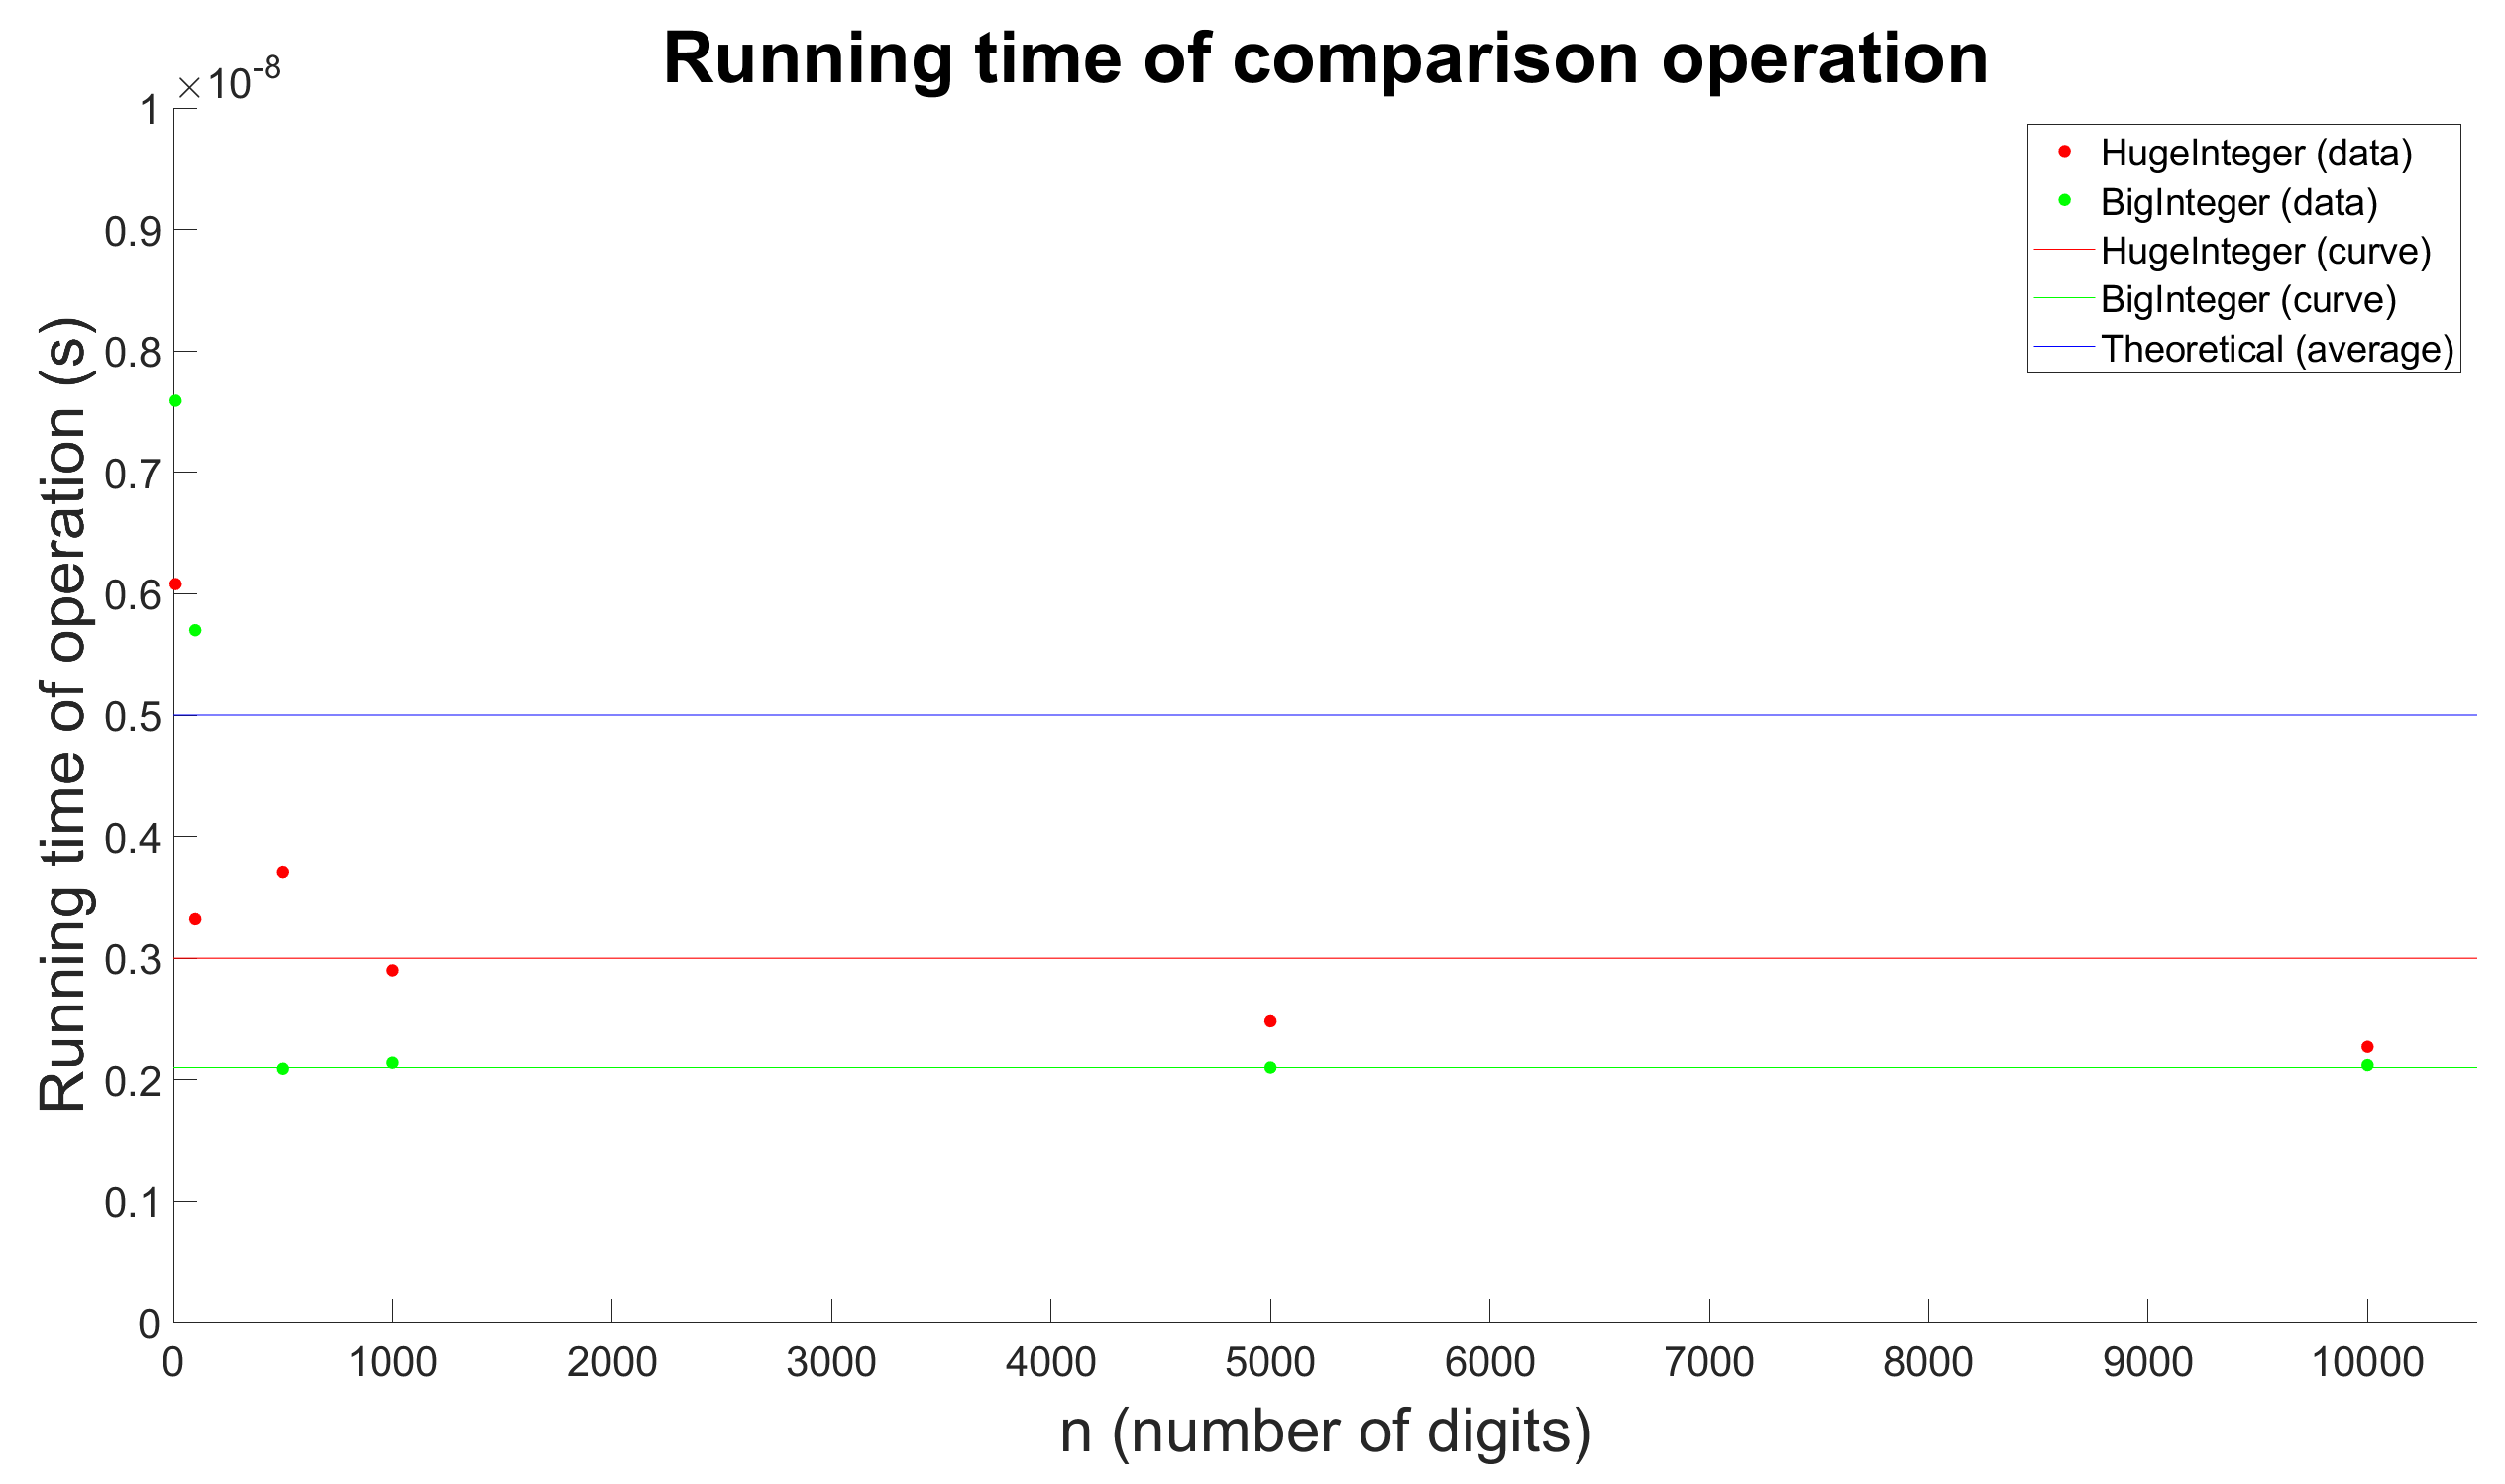 Running time of comparison operation
×10-8
1
0.9
0.8
0.7
0.6
0.5
0.4
0.3
0.2
0.1
0
Running time of operation (s)
HugeInteger (data)
BigInteger (data)
HugeInteger (curve)
BigInteger (curve)
Theoretical (average)
0 1000 2000 3000 4000 5000 6000 7000 8000 9000 10000
n (number of digits)